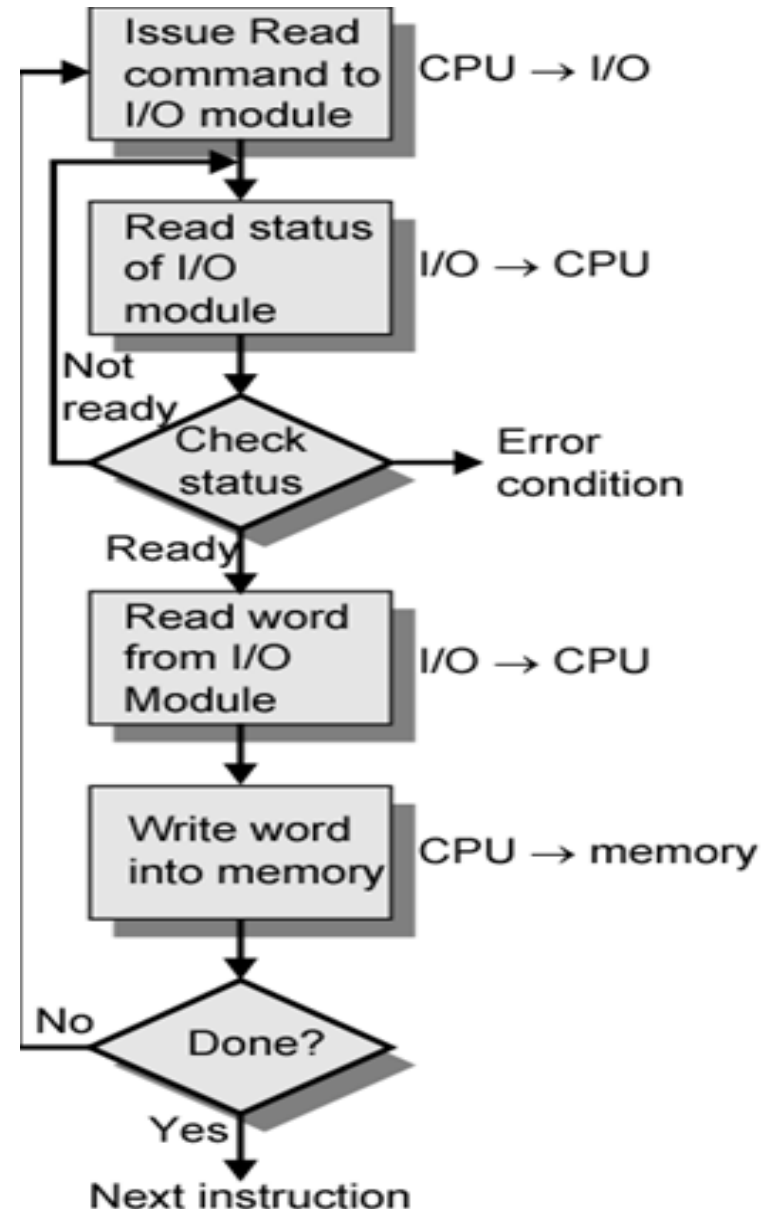 Issue Read
command to
I/O module
CPU → I/O
Read status
of I/O
module
I/O → CPU
Not
ready
Check
status
Error
condition
Ready
Read word
from I/O
Module
I/O → CPU
Write word
into memory
CPU → memory
No
Done?
Yes
Next instruction